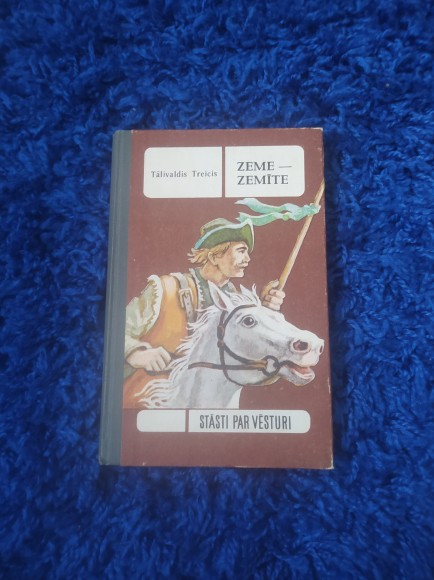 Tālivaldis Treicis
ZEME —
ZEMĪTE
STĀSTI PAR VĒSTURI